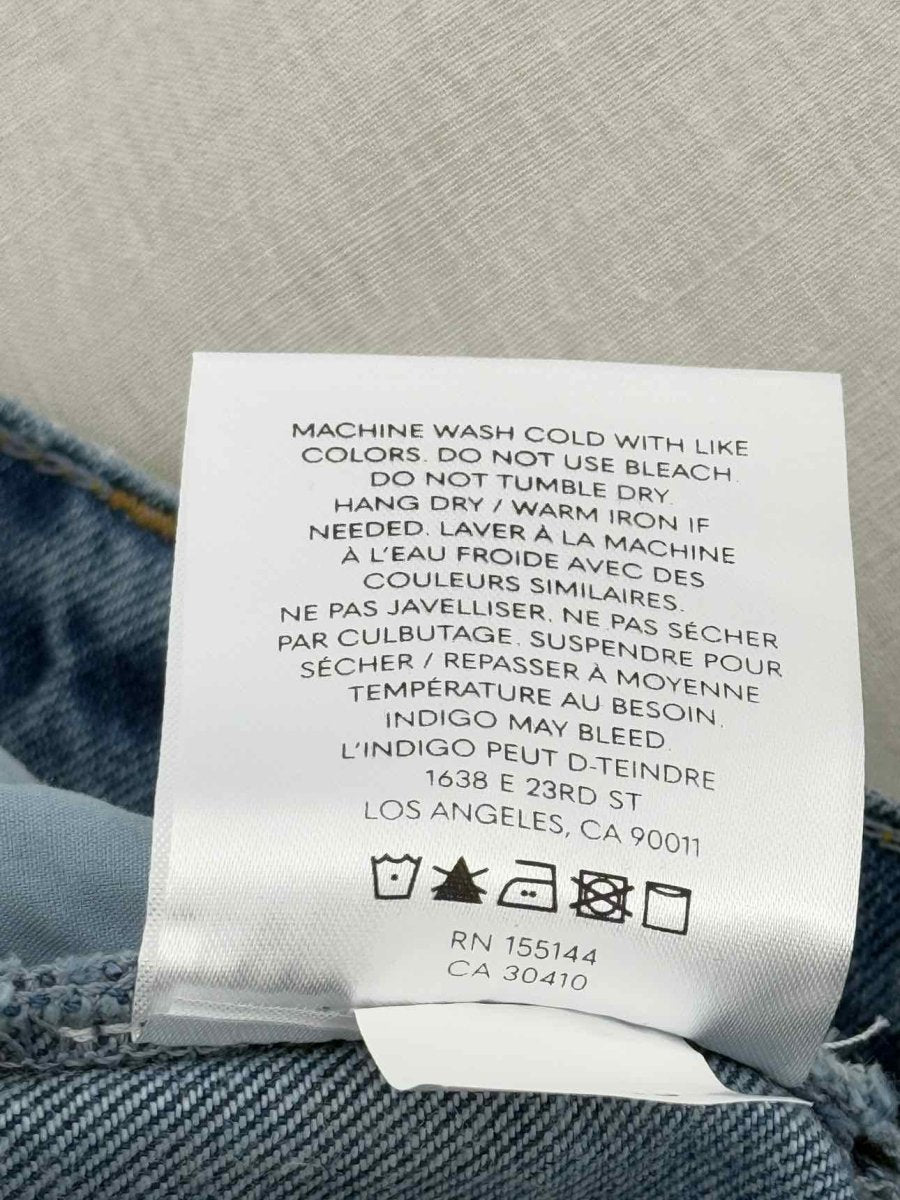 MACHINE WASH COLD WITH LIKE
COLORS. DO NOT USE BLEACH.
DO NOT TUMBLE DRY.
HANG DRY / WARM IRON IF
NEEDED. LAVER À LA MACHINE
À L'EAU FROIDE AVEC DES
COULEURS SIMILAIRES.
NE PAS JAVELLISER. NE PAS SÉCHER
PAR CULBUTAGE. SUSPENDRE POUR
SÉCHER / REPASSER À MOYENNE
TEMPÉRATURE AU BESOIN.
INDIGO MAY BLEED.
L'INDIGO PEUT D-TEINDRE
1638 E 23RD ST
LOS ANGELES, CA 90011
RN 155144
CA 30410